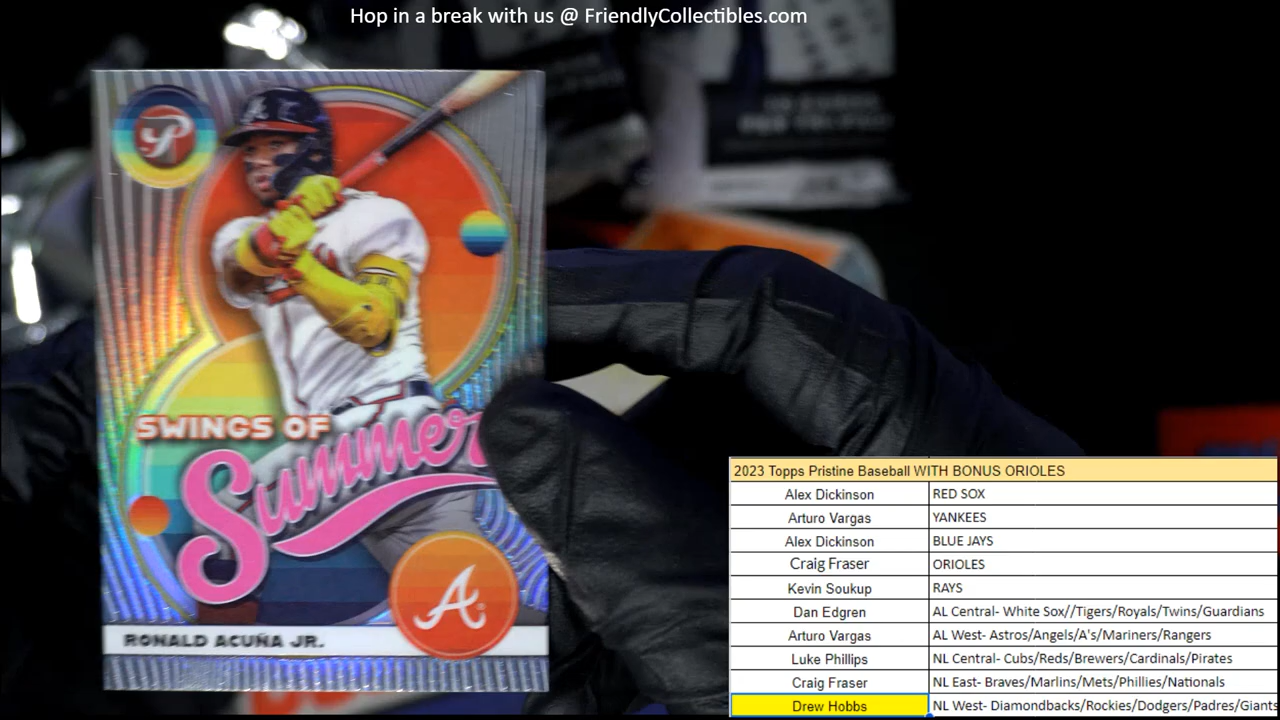 Hop in a break with us @ FriendlyCollectibles.com
SWINGS OF
Summer
A
RONALD ACUÑA JR.
2023 Topps Pristine Baseball WITH BONUS ORIOLES
Alex Dickinson RED SOX
Arturo Vargas YANKEES
Alex Dickinson BLUE JAYS
Craig Fraser ORIOLES
Kevin Soukup RAYS
Dan Edgren AL Central- White Sox//Tigers/Royals/Twins/Guardians
Arturo Vargas AL West- Astros/Angels/A's/Mariners/Rangers
Luke Phillips NL Central- Cubs/Reds/Brewers/Cardinals/Pirates
Craig Fraser NL East- Braves/Marlins/Mets/Phillies/Nationals
Drew Hobbs NL West- Diamondbacks/Rockies/Dodgers/Padres/Giants